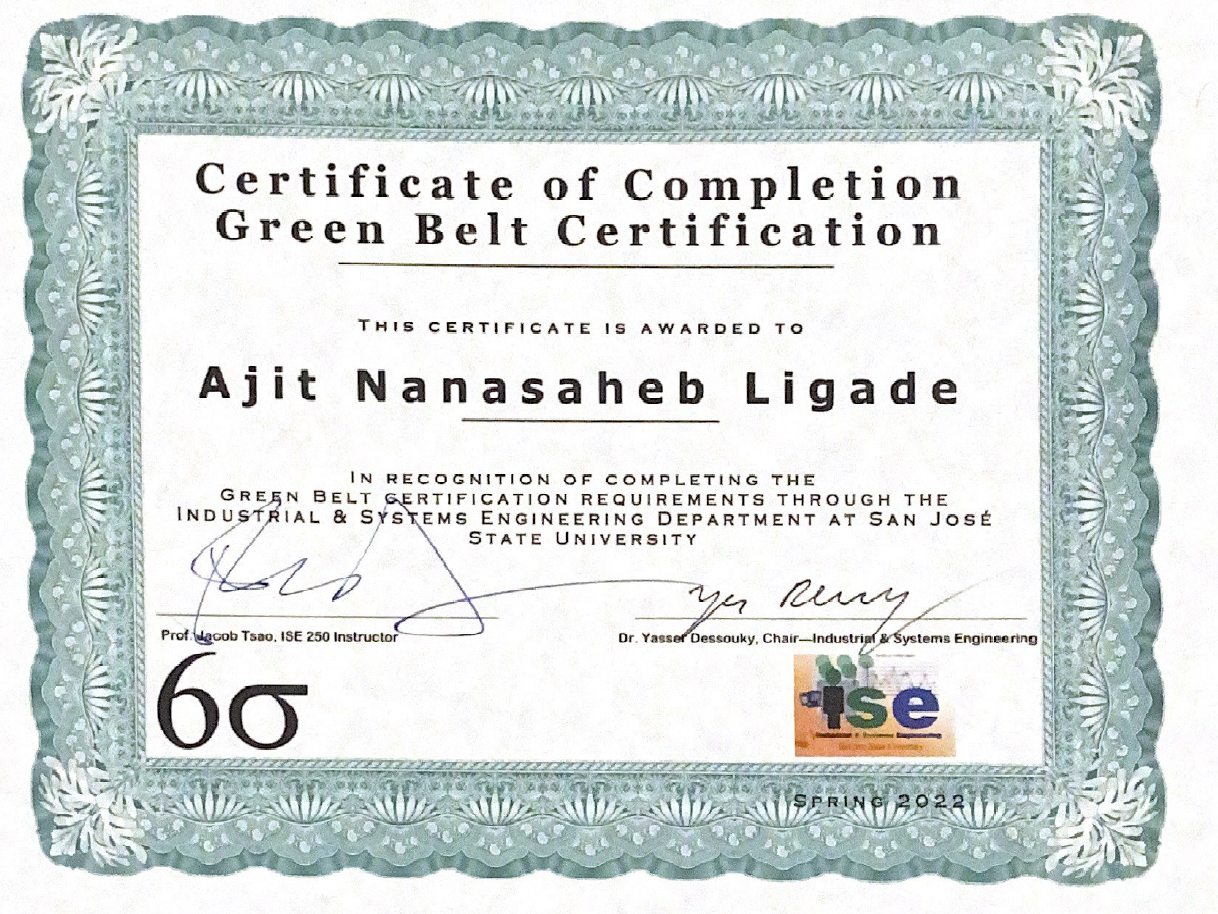 Certificate of Completion
Green Belt Certification
THIS CERTIFICATE IS AWARDED TO
Ajit Nanasaheb Ligade
IN RECOGNITION OF COMPLETING THE
GREEN BELT CERTIFICATION REQUIREMENTS THROUGH THE
INDUSTRIAL & SYSTEMS ENGINEERING DEPARTMENT AT SAN JOSÉ
STATE UNIVERSITY
Prof. Jacob Tsao, ISE 250 Instructor
Dr. Yasser Dessouky, Chair—Industrial & Systems Engineering
6σ
ise
Industrial & Systems Engineering
SPRING 2022